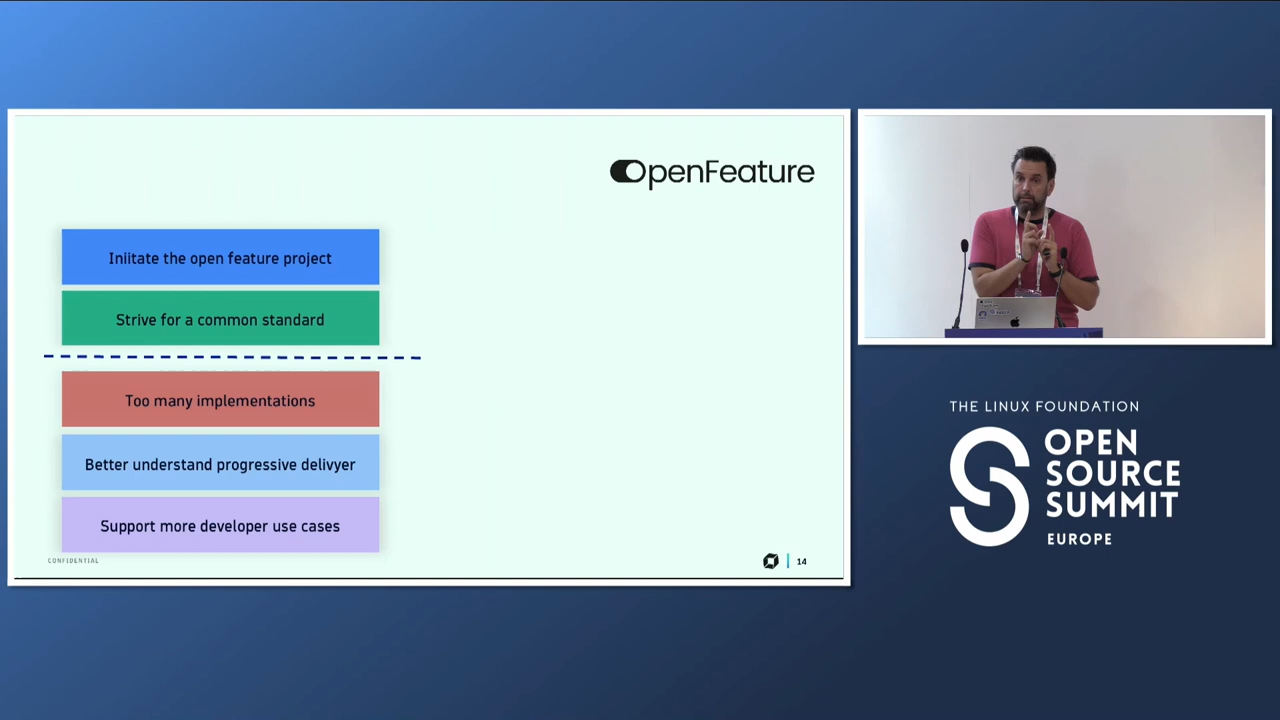 OpenFeature
Iniitate the open feature project
Strive for a common standard
Too many implementations
Better understand progressive delivyer
Support more developer use cases
CONFIDENTIAL
14
THE LINUX FOUNDATION
OPEN
SOURCE
SUMMIT
EUROPE